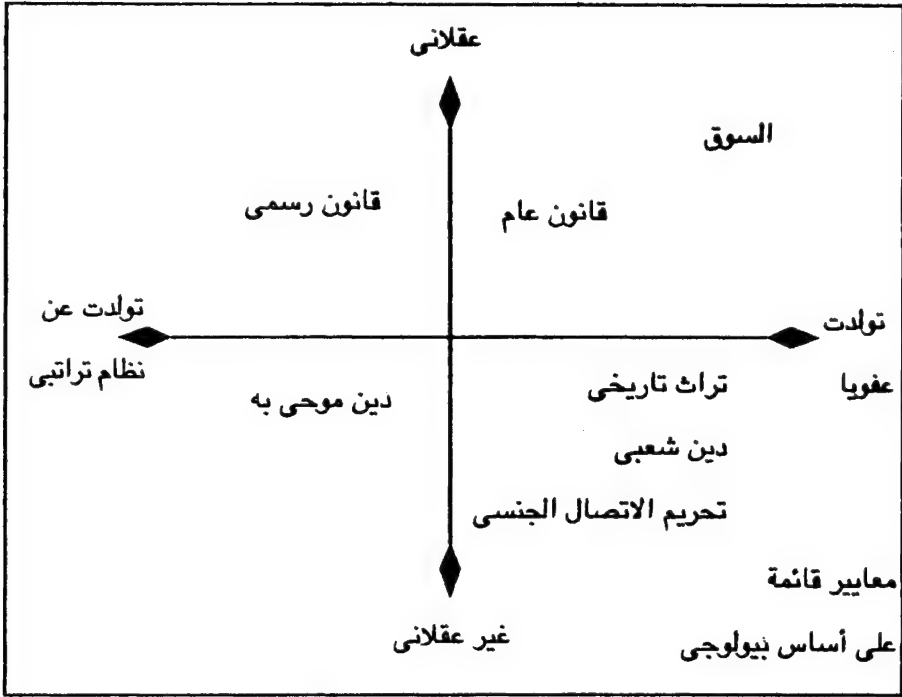 عقلانى
السوق
قانون عام
قانون رسمى
تولدت
عفويا
تولدت عن
نظام تراتبى
تراث تاريخى
دين شعبى
تحريم الاتصال الجنسى
دين موحى به
معايير قائمة
على أساس بيولوجى
غير عقلانى